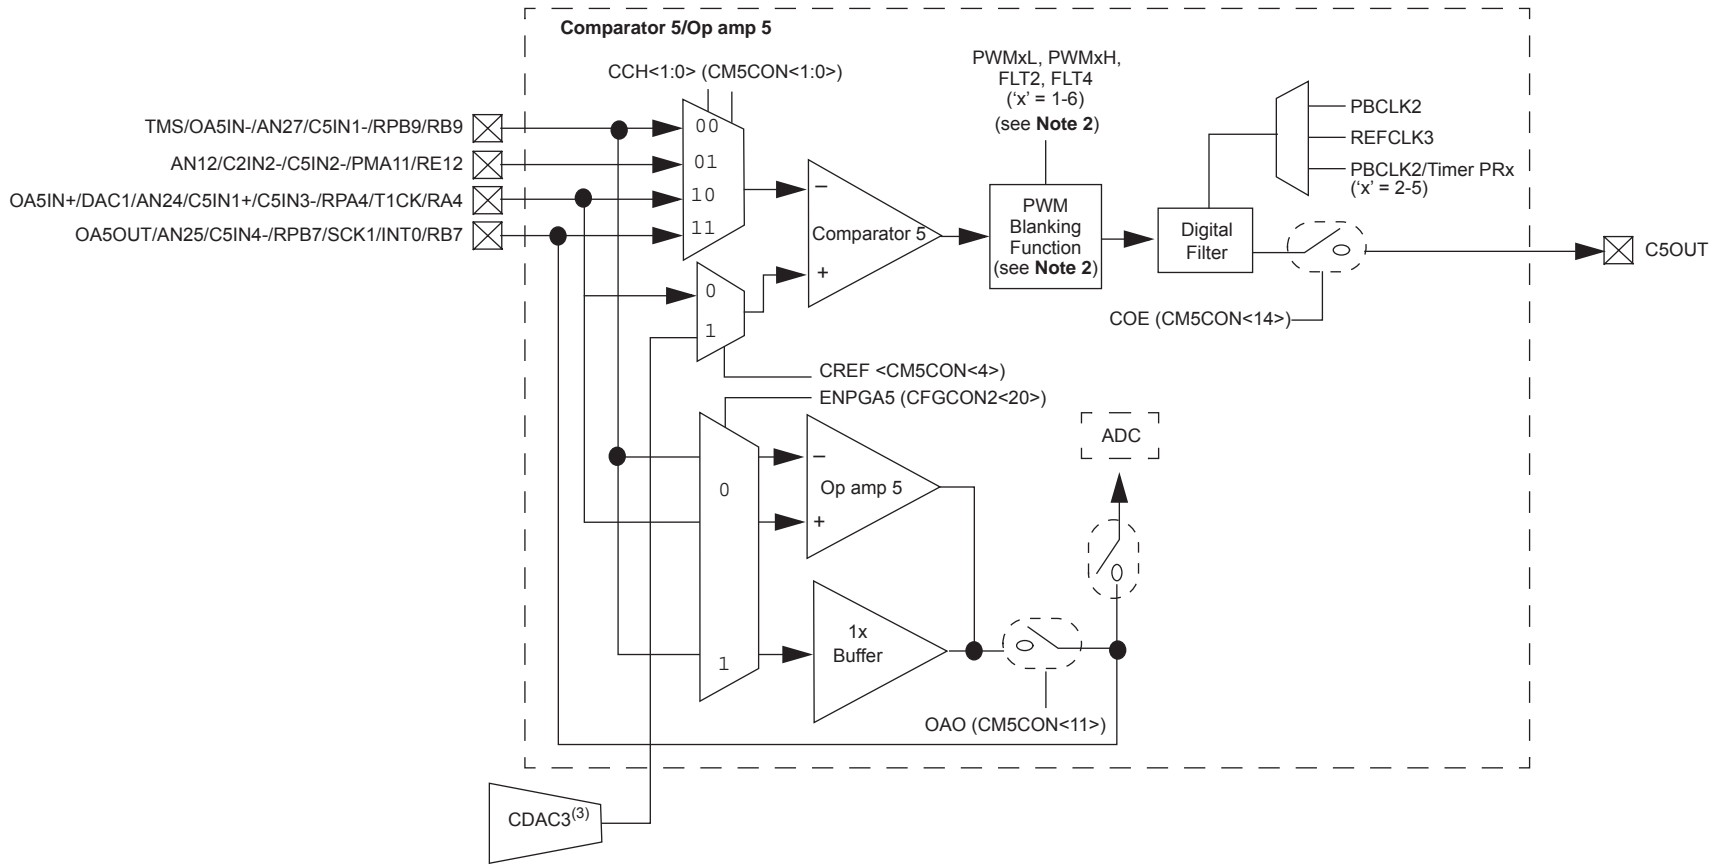 Comparator 5/Op amp 5
CCH<1:0> (CM5CON<1:0>)
PWMxL, PWMxH,
FLT2, FLT4
(‘x’ = 1-6)
(see Note 2)
TMS/OA5IN-/AN27/C5IN1-/RPB9/RB9
AN12/C2IN2-/C5IN2-/PMA11/RE12
OA5IN+/DAC1/AN24/C5IN1+/C5IN3-/RPA4/T1CK/RA4
OA5OUT/AN25/C5IN4-/RPB7/SCK1/INT0/RB7
00
01
10
11
–
Comparator 5
+
0
1
PWM
Blanking
Function
(see Note 2)
Digital
Filter
PBCLK2
REFCLK3
PBCLK2/Timer PRx
(‘x’ = 2-5)
C5OUT
COE (CM5CON<14>)
CREF <CM5CON<4>)
ENPGA5 (CFGCON2<20>)
0
1
–
Op amp 5
+
1x
Buffer
ADC
OAO (CM5CON<11>)
CDAC3(3)